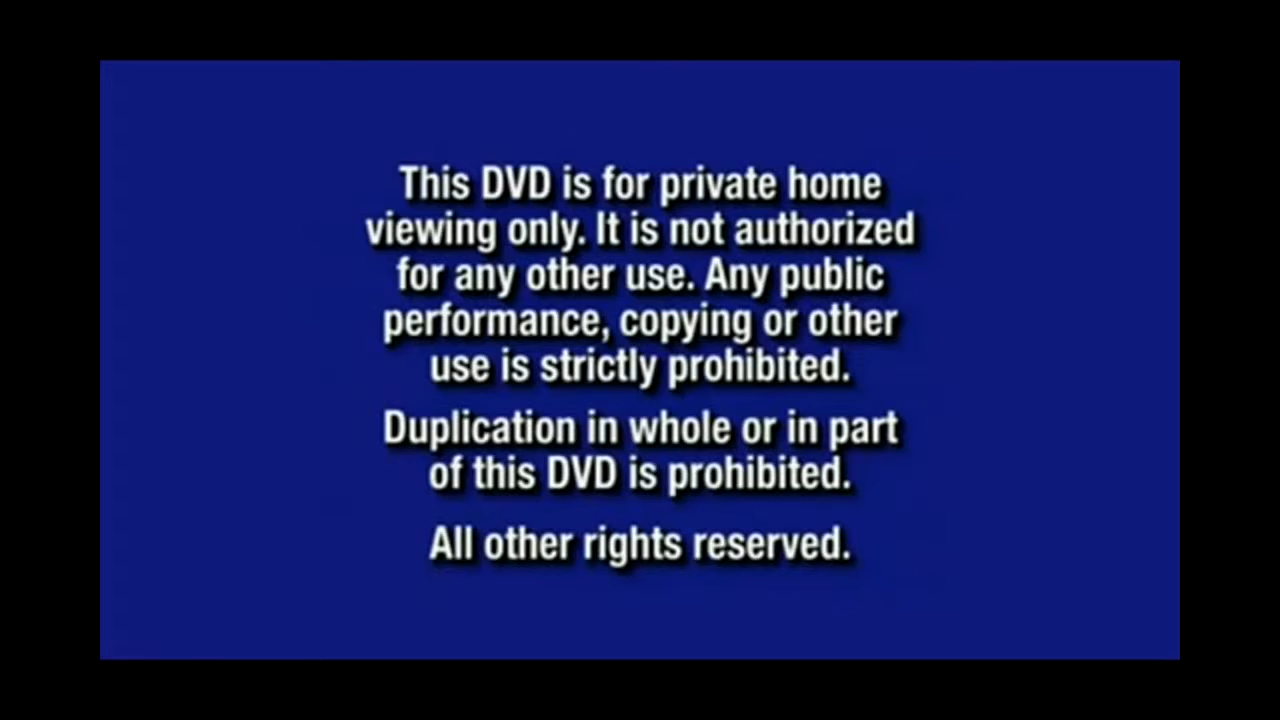 This DVD is for private home
viewing only. It is not authorized
for any other use. Any public
performance, copying or other
use is strictly prohibited.
Duplication in whole or in part
of this DVD is prohibited.
All other rights reserved.